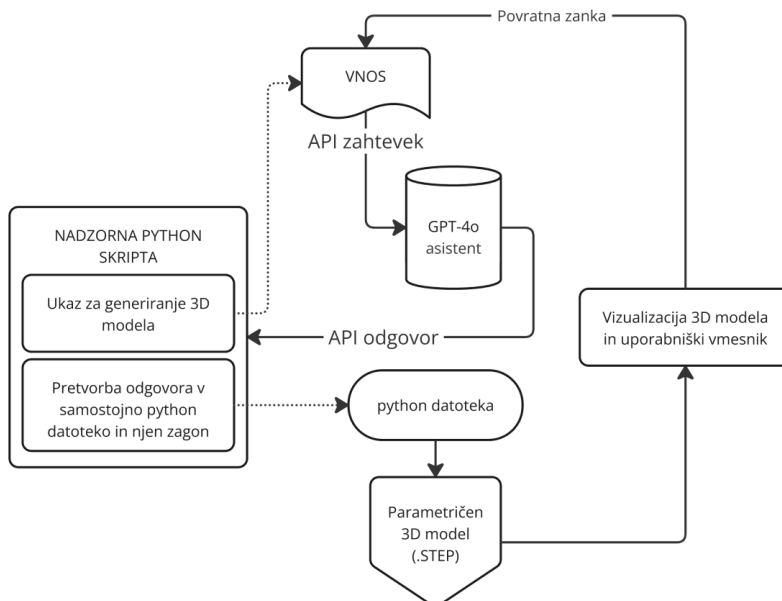 Povratna zanka
VNOS
API zahtevek
GPT-4o
asistent
NADZORNA PYTHON
SKRIPTA
Ukaz za generiranje 3D
modela
API odgovor
Vizualizacija 3D modela
in uporabniški vmesnik
Pretvorba odgovora v
samostojno python
datoteko in njen zagon
python datoteka
Parametričen
3D model
(.STEP)